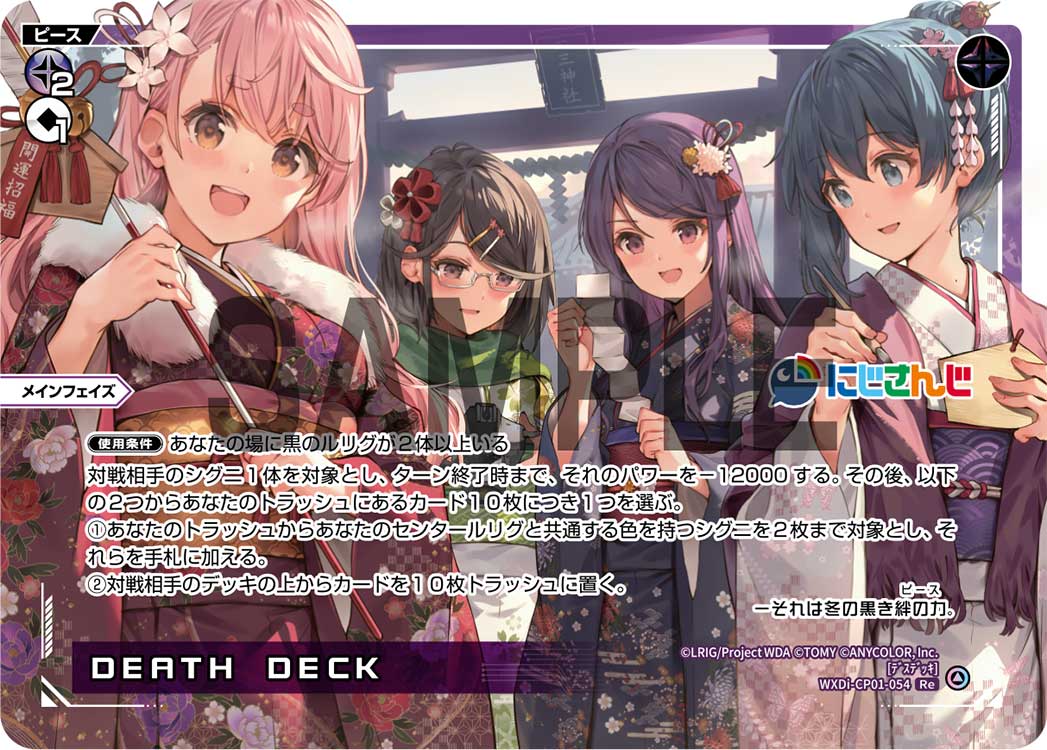 ピース
2
1
開運招福
三神社
SAMPLE
にじさんじ
メインフェイズ
使用条件 あなたの場に黒のルリグが2体以上いる
対戦相手のシグニ1体を対象とし、ターン終了時まで、それのパワーを－12000する。その後、以下
の2つからあなたのトラッシュにあるカード10枚につき1つを選ぶ。
①あなたのトラッシュからあなたのセンタールリグと共通する色を持つシグニを2枚まで対象とし、そ
れらを手札に加える。
②対戦相手のデッキの上からカードを10枚トラッシュに置く。
ピース
ーそれは冬の黒き絆の力。
DEATH DECK
©LRIG/Project WDA ©TOMY ©ANYCOLOR, Inc.
[デスデッキ]
WXDi-CP01-054 Re